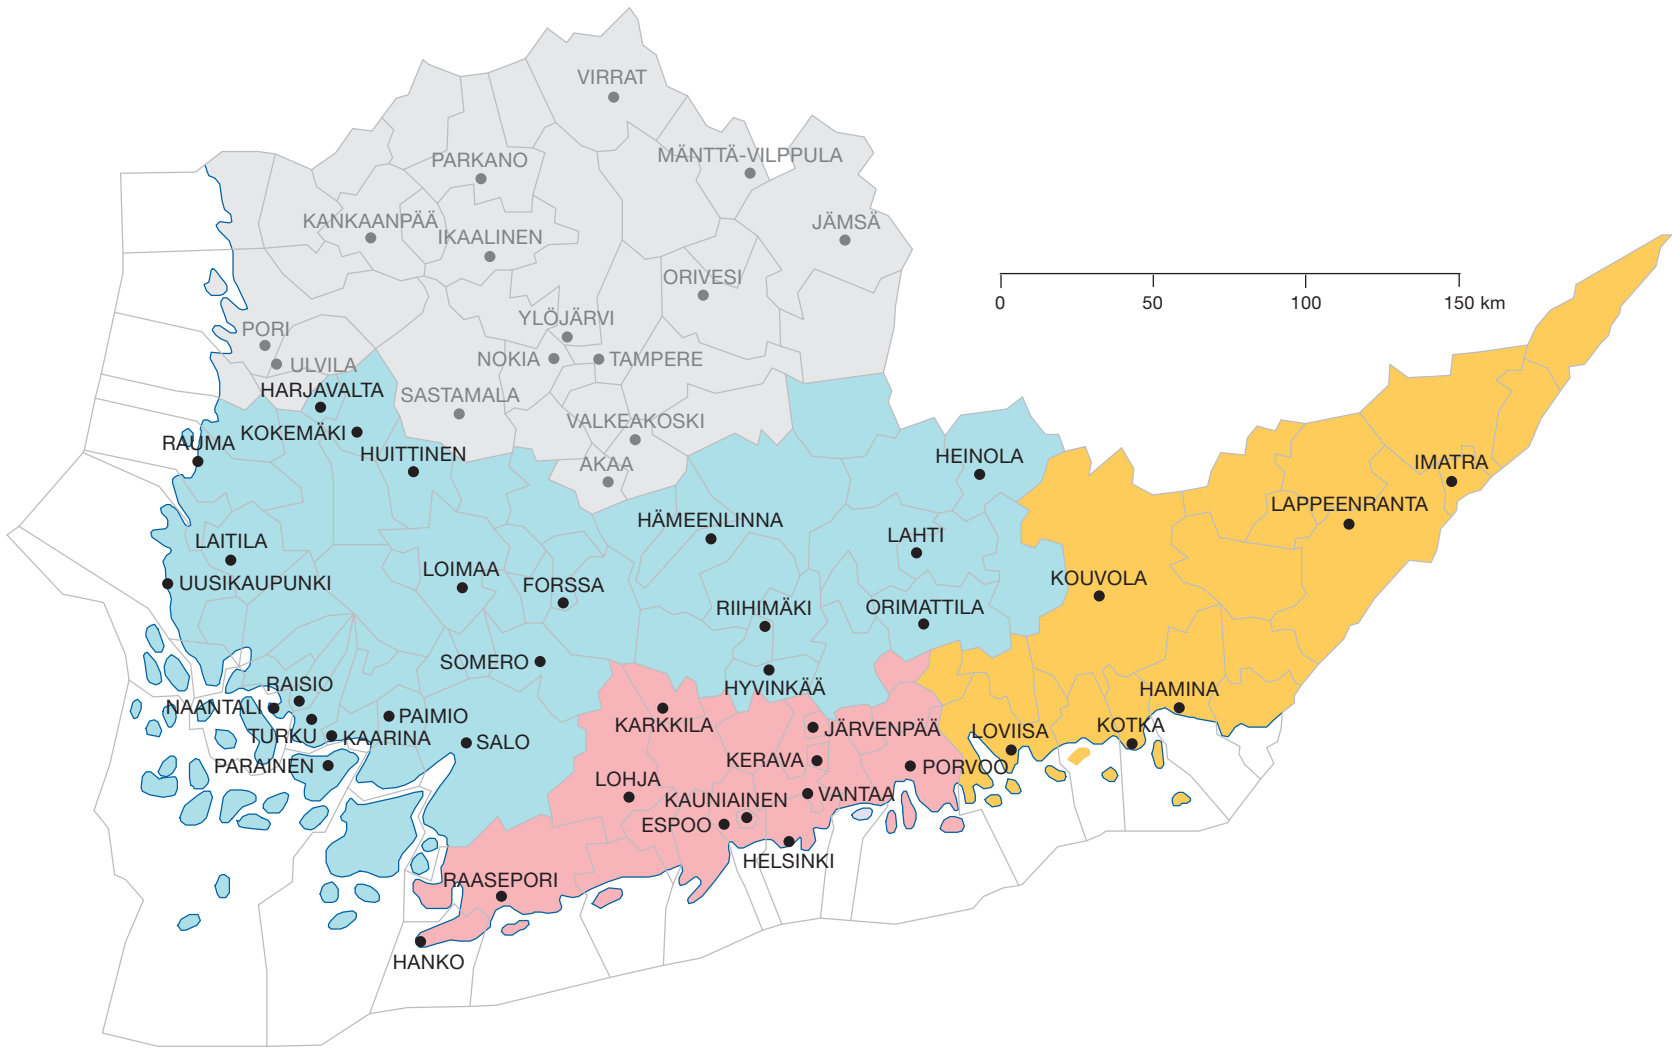 VIRRAT
MÄNTTÄ-VILPPULA
PARKANO
KANKAANPÄÄ
JÄMSÄ
IKAALINEN
ORIVESI
0
50
100
150 km
YLÖJÄRVI
PORI
NOKIA
TAMPERE
ULVILA
HARJAVALTA
SASTAMALA
VALKEAKOSKI
KOKEMÄKI
RAUMA
HUITTINEN
HEINOLA
AKAA
IMATRA
LAPPEENRANTA
HÄMEENLINNA
LAHTI
LAITILA
LOIMAA
KOUVOLA
UUSIKAUPUNKI
FORSSA
RIIHIMÄKI
ORIMATTILA
SOMERO
RAISIO
HYVINKÄÄ
HAMINA
NAANTALI
PAIMIO
KARKKILA
KOTKA
JÄRVENPÄÄ
LOVIISA
TURKU
KAARINA
SALO
KERAVA
PARAINEN
PORVOO
LOHJA
VANTAA
KAUNIAINEN
ESPOO
HELSINKI
RAASEPORI
HANKO